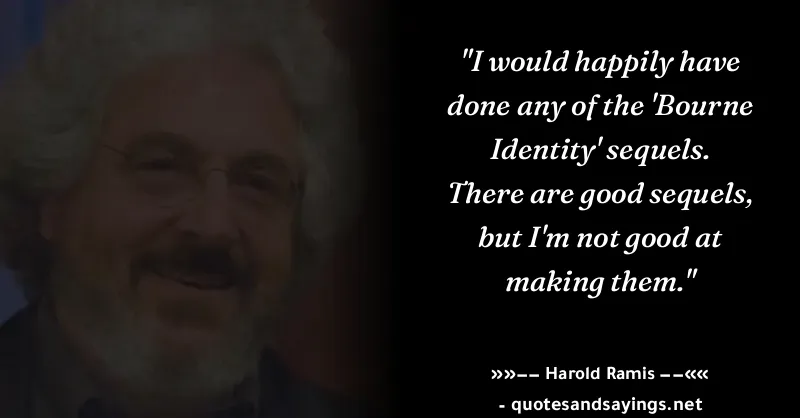 "I would happily have
done any of the 'Bourne
Identity' sequels.
There are good sequels,
but I'm not good at
making them."
»»−− Harold Ramis −−««
- quotesandsayings.net